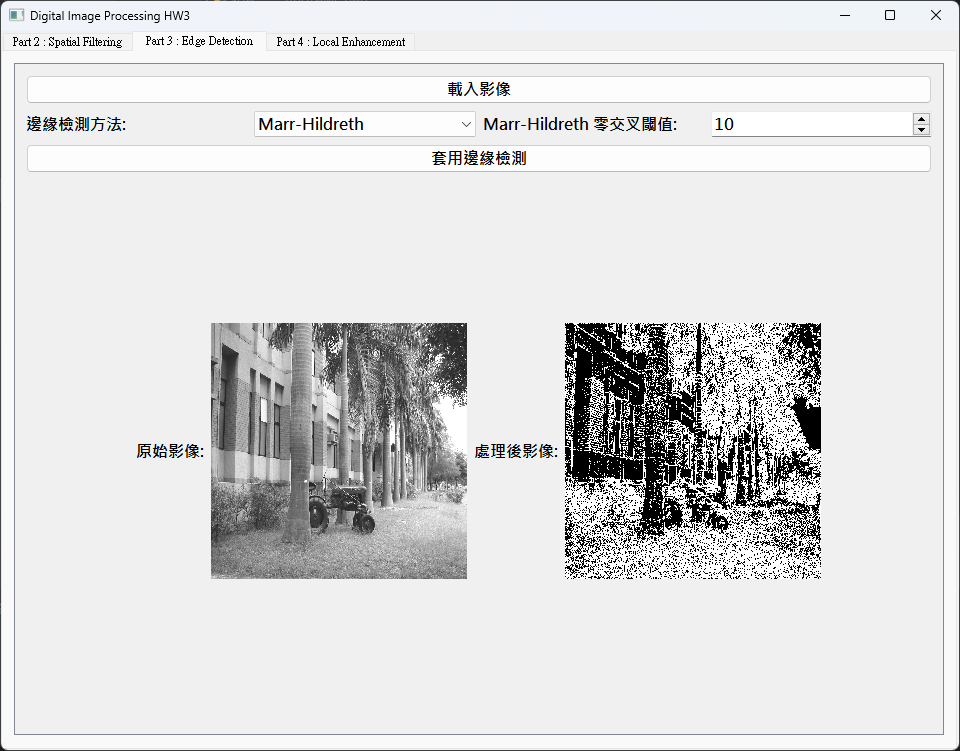 Digital Image Processing HW3
Part 2 : Spatial Filtering
Part 3 : Edge Detection
Part 4 : Local Enhancement
載入影像
邊緣檢測方法:
Marr-Hildreth
Marr-Hildreth 零交叉閾值:
10
套用邊緣檢測
原始影像:
處理後影像: